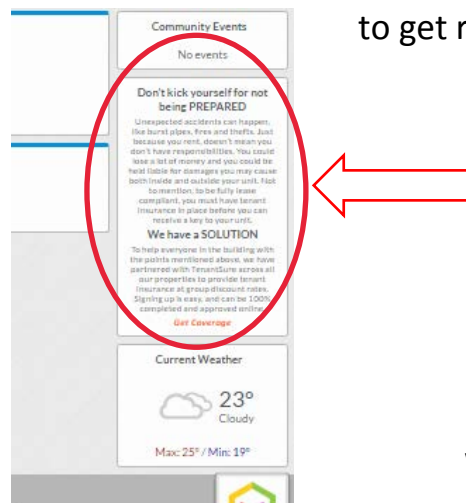 to get r
Community Events
No events
Don't kick yourself for not
being PREPARED
Unexpected accidents can happen,
like burst pipes, fires and thefts. Just
because you rent, doesn't mean you
don't have responsibilities. You could
lose a lot of money and you could be
held liable for damages you may cause
both inside and outside your unit. Not
to mention, to be fully lease
compliant, you must have tenant
insurance in place before you can
receive a key to your unit.
We have a SOLUTION
To help everyone in the building with
the points mentioned above, we have
partnered with TenantSure across all
our properties to provide tenant
insurance at group discount rates.
Signing up is easy, and can be 100%
completed and approved online.
Get Coverage
Current Weather
23°
Cloudy
Max: 25° / Min: 19°